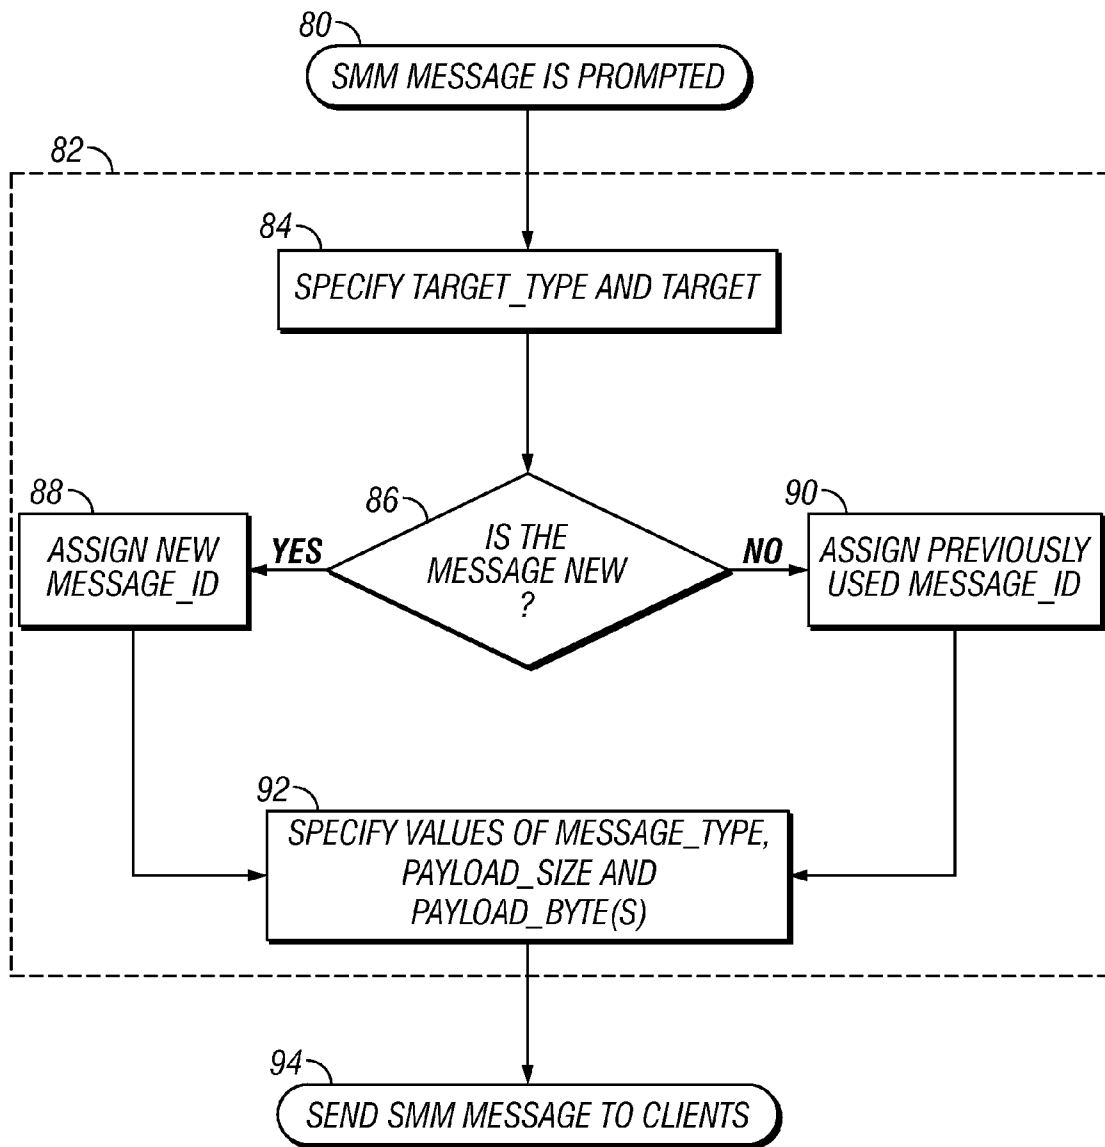 80
SMM MESSAGE IS PROMPTED
82
84
SPECIFY TARGET_TYPE AND TARGET
86
IS THE
MESSAGE NEW
?
YES
NO
88
ASSIGN NEW
MESSAGE_ID
90
ASSIGN PREVIOUSLY
USED MESSAGE_ID
92
SPECIFY VALUES OF MESSAGE_TYPE,
PAYLOAD_SIZE AND
PAYLOAD_BYTE(S)
94
SEND SMM MESSAGE TO CLIENTS